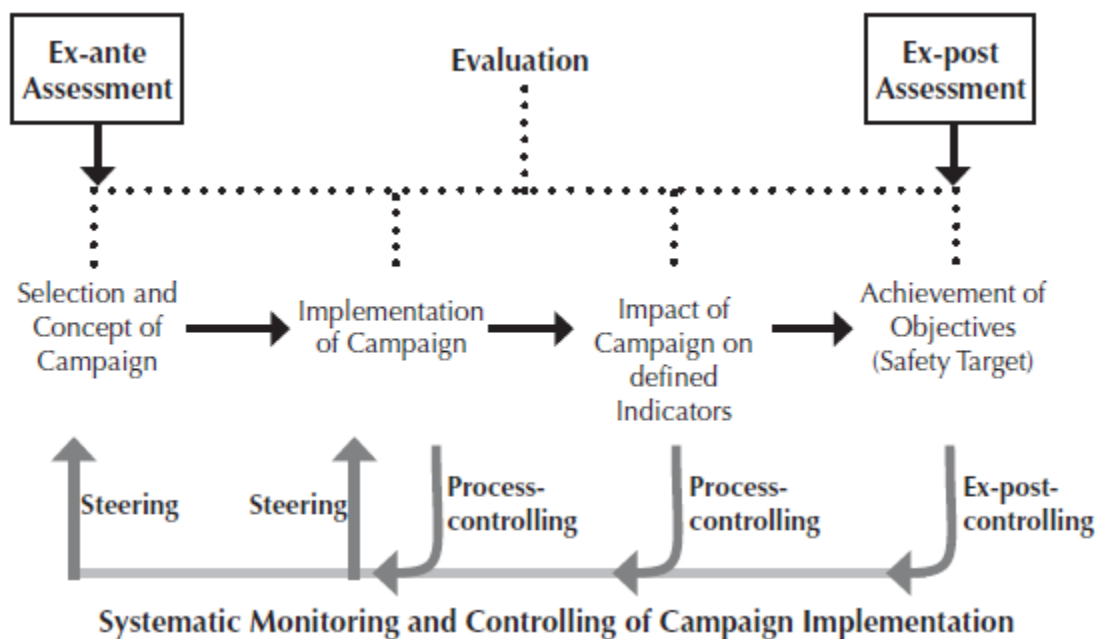 Ex-ante
Assessment
Evaluation
Ex-post
Assessment
Selection and
Concept of
Campaign
Implementation
of Campaign
Impact of
Campaign on
defined
Indicators
Achievement of
Objectives
(Safety Target)
Steering
Steering
Process-
controlling
Process-
controlling
Ex-post-
controlling
Systematic Monitoring and Controlling of Campaign Implementation